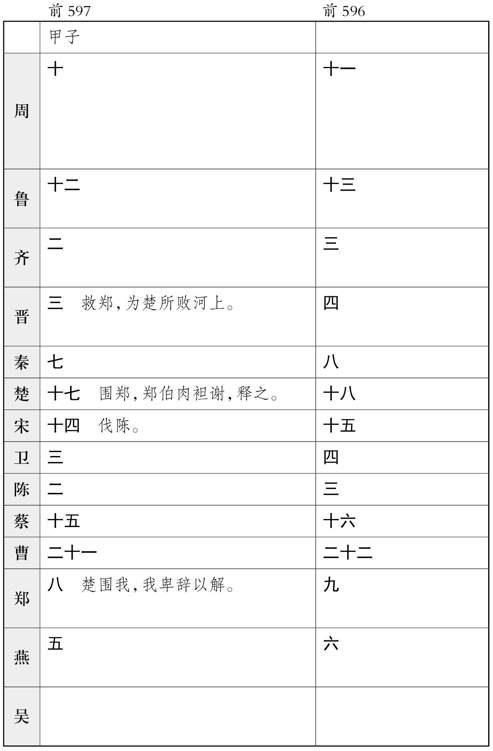 前 597 前 596
甲子
周 十 十一
鲁 十二 十三
齐 二 三
晋 三 救郑，为楚所败河上。 四
秦 七 八
楚 十七 围郑，郑伯肉袒谢，释之。 十八
宋 十四 伐陈。 十五
卫 三 四
陈 二 三
蔡 十五 十六
曹 二十一 二十二
郑 八 楚围我，我卑辞以解。 九
燕 五 六
吴